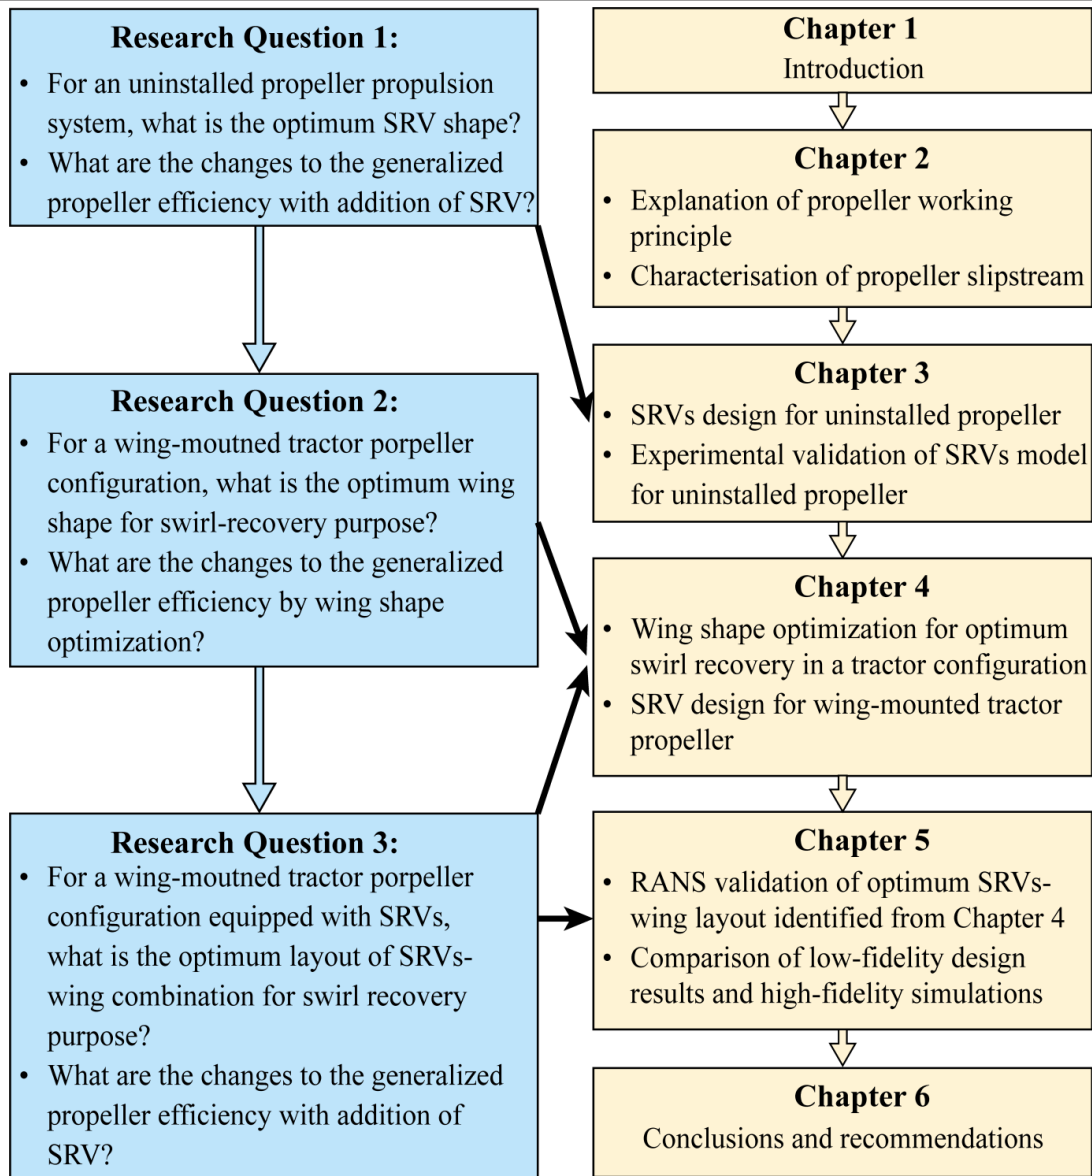 Research Question 1:
• For an uninstalled propeller propulsion
system, what is the optimum SRV shape?
• What are the changes to the generalized
propeller efficiency with addition of SRV?
Research Question 2:
• For a wing-moutned tractor porpeller
configuration, what is the optimum wing
shape for swirl-recovery purpose?
• What are the changes to the generalized
propeller efficiency by wing shape
optimization?
Research Question 3:
• For a wing-moutned tractor porpeller
configuration equipped with SRVs,
what is the optimum layout of SRVs-
wing combination for swirl recovery
purpose?
• What are the changes to the generalized
propeller efficiency with addition of
SRV?
Chapter 1
Introduction
Chapter 2
• Explanation of propeller working
principle
• Characterisation of propeller slipstream
Chapter 3
• SRVs design for uninstalled propeller
• Experimental validation of SRVs model
for uninstalled propeller
Chapter 4
• Wing shape optimization for optimum
swirl recovery in a tractor configuration
• SRV design for wing-mounted tractor
propeller
Chapter 5
• RANS validation of optimum SRVs-
wing layout identified from Chapter 4
• Comparison of low-fidelity design
results and high-fidelity simulations
Chapter 6
Conclusions and recommendations